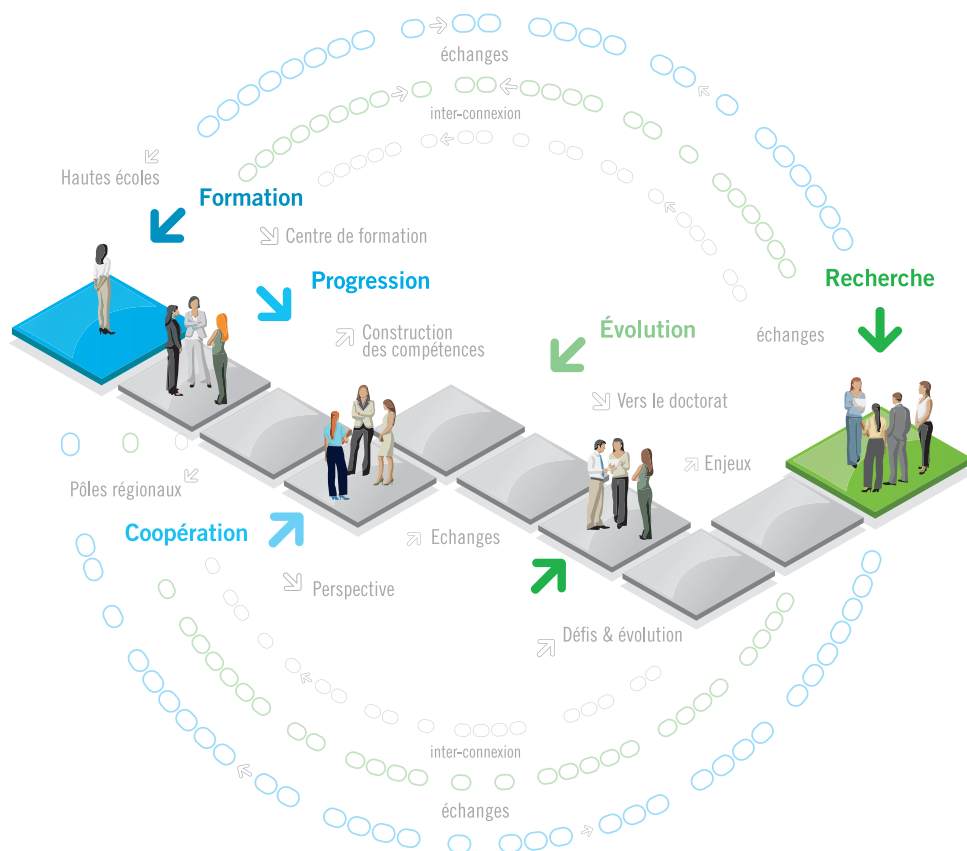 échanges
inter-connexion
Hautes écoles
Formation
Centre de formation
Progression
Recherche
Construction
des compétences
Évolution
échanges
Vers le doctorat
Enjeux
Pôles régionaux
Coopération
Echanges
Perspective
Défis & évolution
inter-connexion
échanges